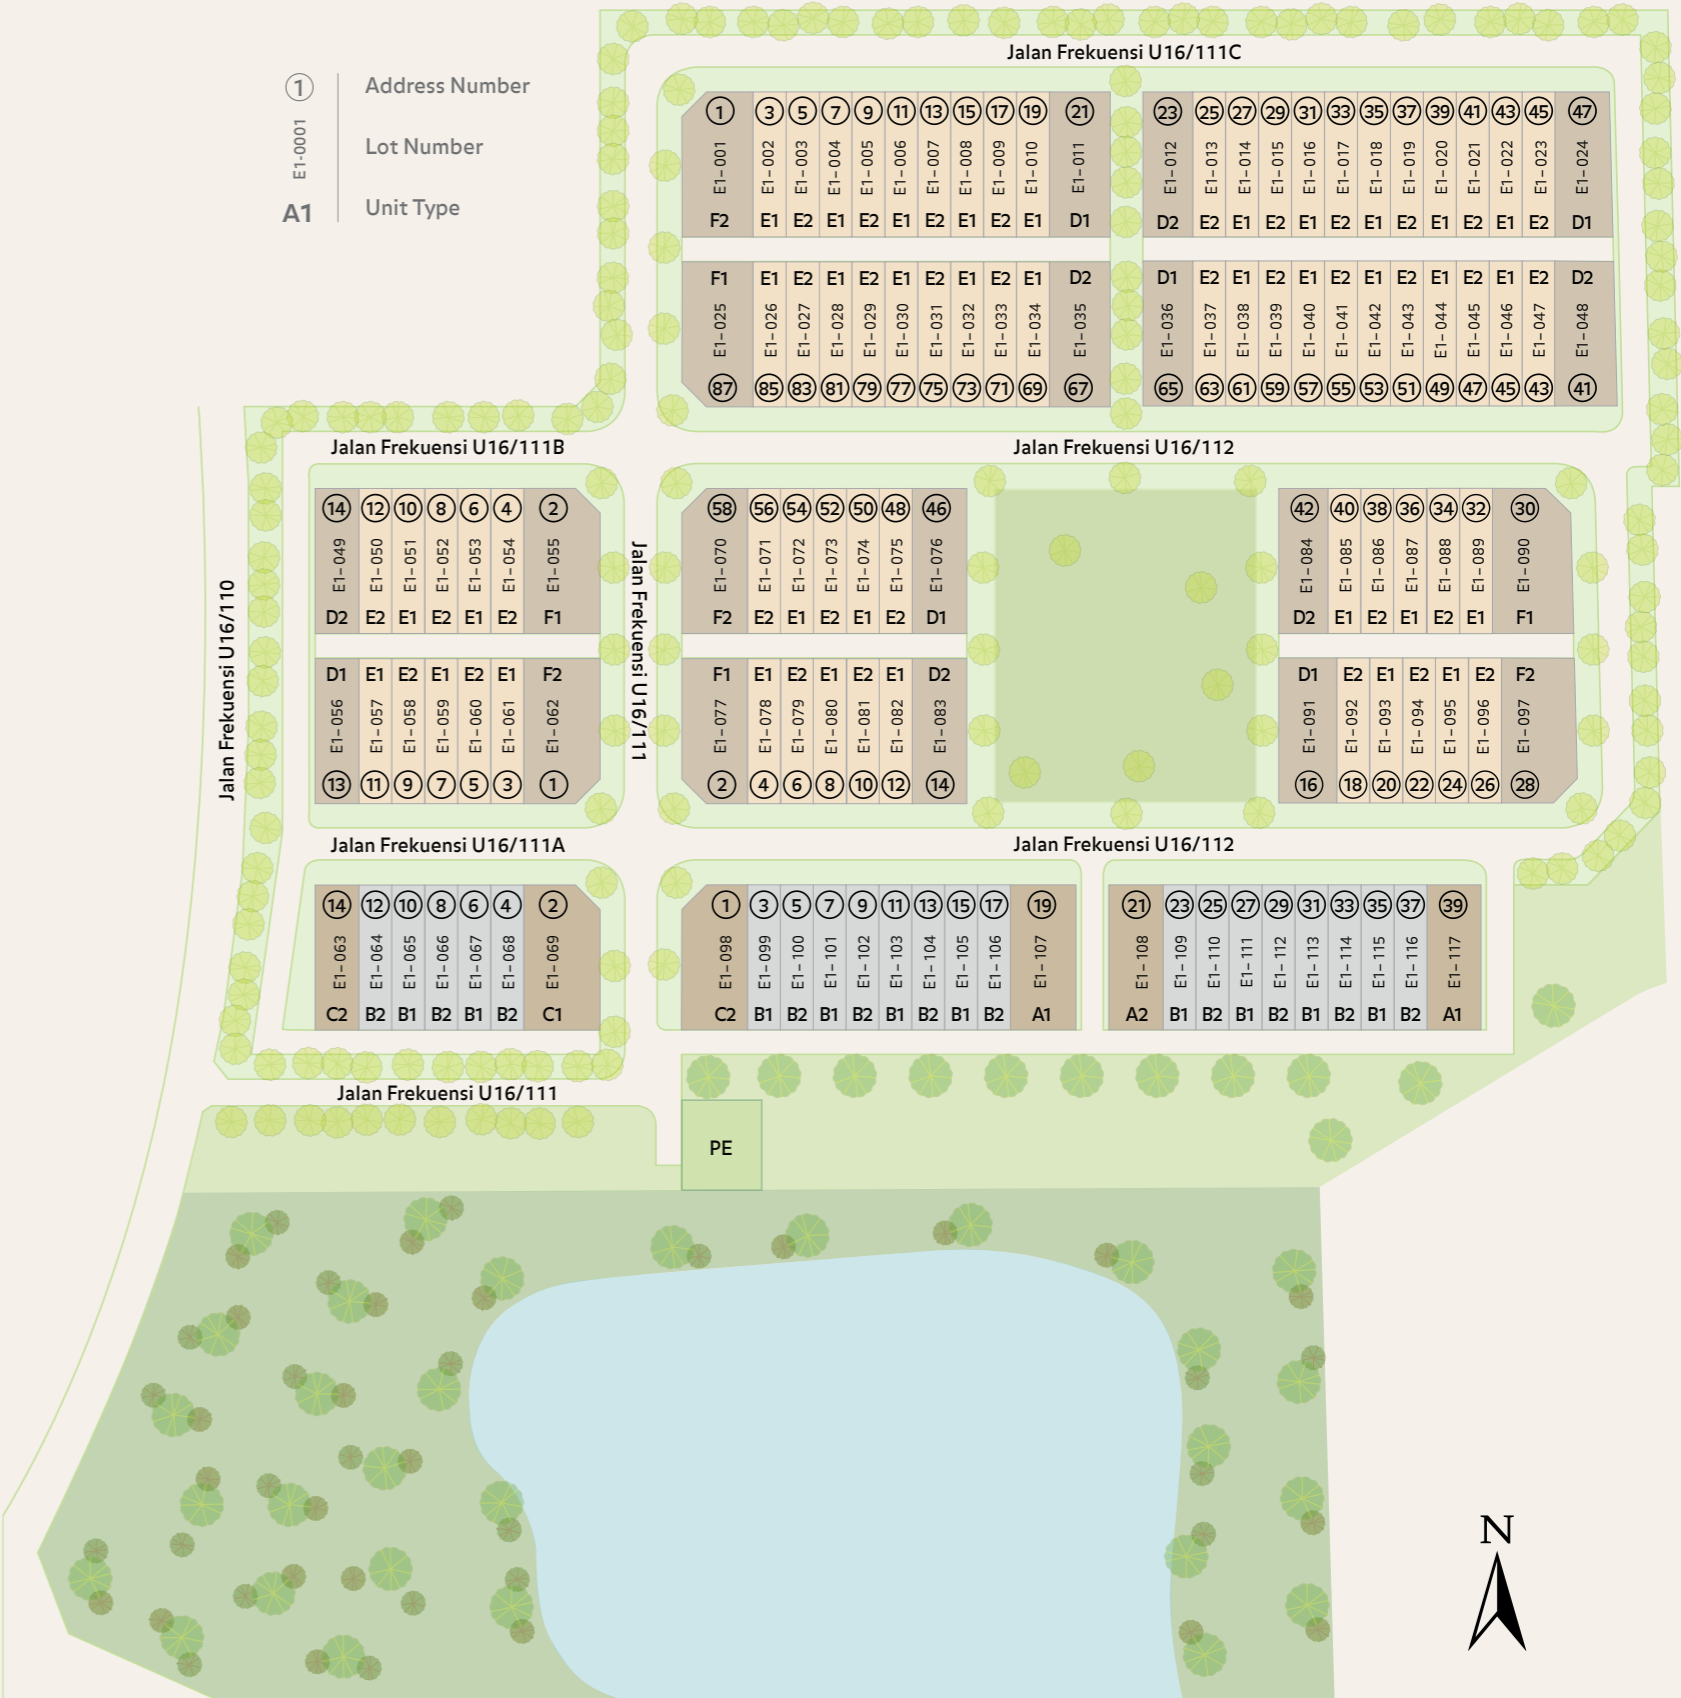 Jalan Frekuensi U16/111C
1 Address Number
E1-0001 Lot Number
A1 Unit Type
1 3 5 7 9 11 13 15 17 19 21 23 25 27 29 31 33 35 37 39 41 43 45 47
E1-001 E1-002 E1-003 E1-004 E1-005 E1-006 E1-007 E1-008 E1-009 E1-010 E1-011 E1-012 E1-013 E1-014 E1-015 E1-016 E1-017 E1-018 E1-019 E1-020 E1-021 E1-022 E1-023 E1-024
F2 E1 E2 E1 E2 E1 E2 E1 E2 E1 D1 D2 E2 E1 E2 E1 E2 E1 E2 E1 E2 E1 E2 D1
F1 E1 E2 E1 E2 E1 E2 E1 E2 E1 D2 D1 E2 E1 E2 E1 E2 E1 E2 E1 E2 E1 E2 D2
E1-025 E1-026 E1-027 E1-028 E1-029 E1-030 E1-031 E1-032 E1-033 E1-034 E1-035 E1-036 E1-037 E1-038 E1-039 E1-040 E1-041 E1-042 E1-043 E1-044 E1-045 E1-046 E1-047 E1-048
87 85 83 81 79 77 75 73 71 69 67 65 63 61 59 57 55 53 51 49 47 45 43 41
Jalan Frekuensi U16/111B
Jalan Frekuensi U16/112
14 12 10 8 6 4 2 58 56 54 52 50 48 46 42 40 38 36 34 32 30
E1-049 E1-050 E1-051 E1-052 E1-053 E1-054 E1-055 E1-070 E1-071 E1-072 E1-073 E1-074 E1-075 E1-076 E1-084 E1-085 E1-086 E1-087 E1-088 E1-089 E1-090
D2 E2 E1 E2 E1 E2 F1 F2 E2 E1 E2 E1 E2 D1 D2 E1 E2 E1 E2 E1 F1
Jalan Frekuensi U16/110
Jalan Frekuensi U16/111
D1 E1 E2 E1 E2 E1 F2 F1 E1 E2 E1 E2 E1 D2 D1 E2 E1 E2 E1 E2 F2
E1-056 E1-057 E1-058 E1-059 E1-060 E1-061 E1-062 E1-077 E1-078 E1-079 E1-080 E1-081 E1-082 E1-083 E1-091 E1-092 E1-093 E1-094 E1-095 E1-096 E1-097
13 11 9 7 5 3 1 2 4 6 8 10 12 14 16 18 20 22 24 26 28
Jalan Frekuensi U16/111A
Jalan Frekuensi U16/112
14 12 10 8 6 4 2 1 3 5 7 9 11 13 15 17 19 21 23 25 27 29 31 33 35 37 39
E1-063 E1-064 E1-065 E1-066 E1-067 E1-068 E1-069 E1-098 E1-099 E1-100 E1-101 E1-102 E1-103 E1-104 E1-105 E1-106 E1-107 E1-108 E1-109 E1-110 E1-111 E1-112 E1-113 E1-114 E1-115 E1-116 E1-117
C2 B2 B1 B2 B1 B2 C1 C2 B1 B2 B1 B2 B1 B2 B1 B2 A1 A2 B1 B2 B1 B2 B1 B2 B1 B2 A1
Jalan Frekuensi U16/111
PE
N